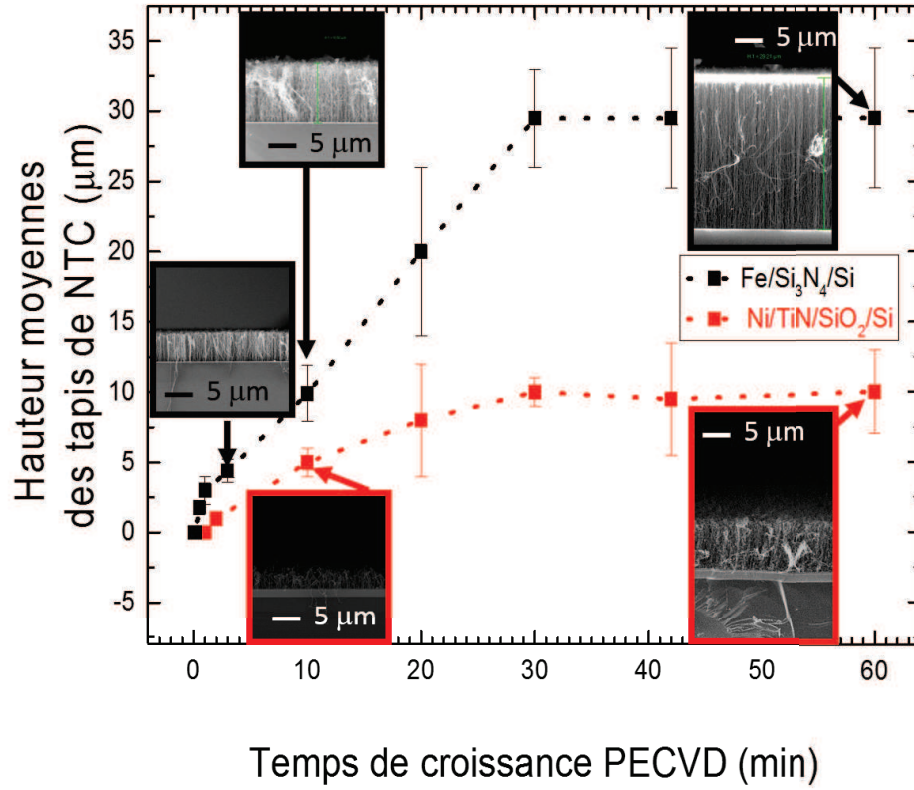 Hauteur moyennes
des tapis de NTC (μm)
35
30
25
20
15
10
5
0
-5
5 μm
5 μm
5 μm
Fe/Si₃N₄/Si
Ni/TiN/SiO₂/Si
5 μm
5 μm
0
10
20
30
40
50
60
Temps de croissance PECVD (min)